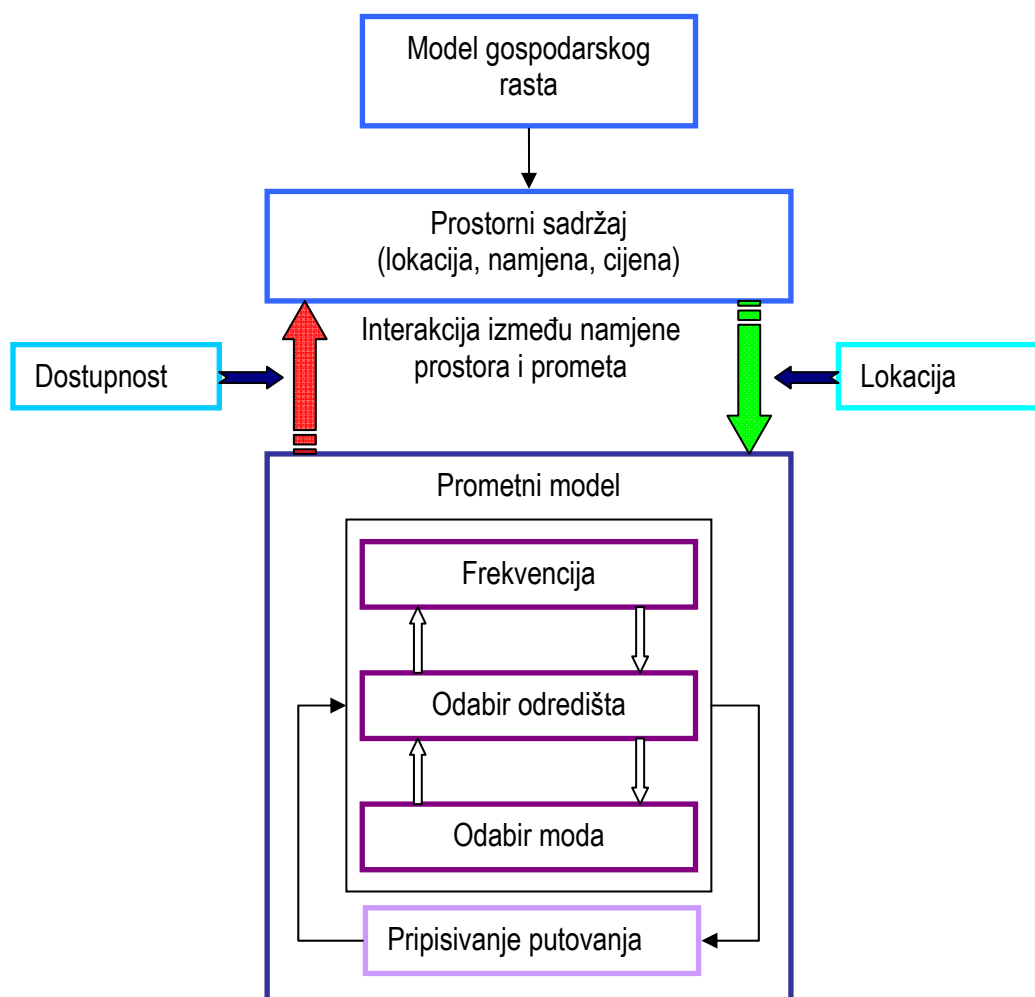 Model gospodarskog
rasta
Prostorni sadržaj
(lokacija, namjena, cijena)
Interakcija između namjene
prostora i prometa
Dostupnost
Lokacija
Prometni model
Frekvencija
Odabir odredišta
Odabir moda
Pripisivanje putovanja